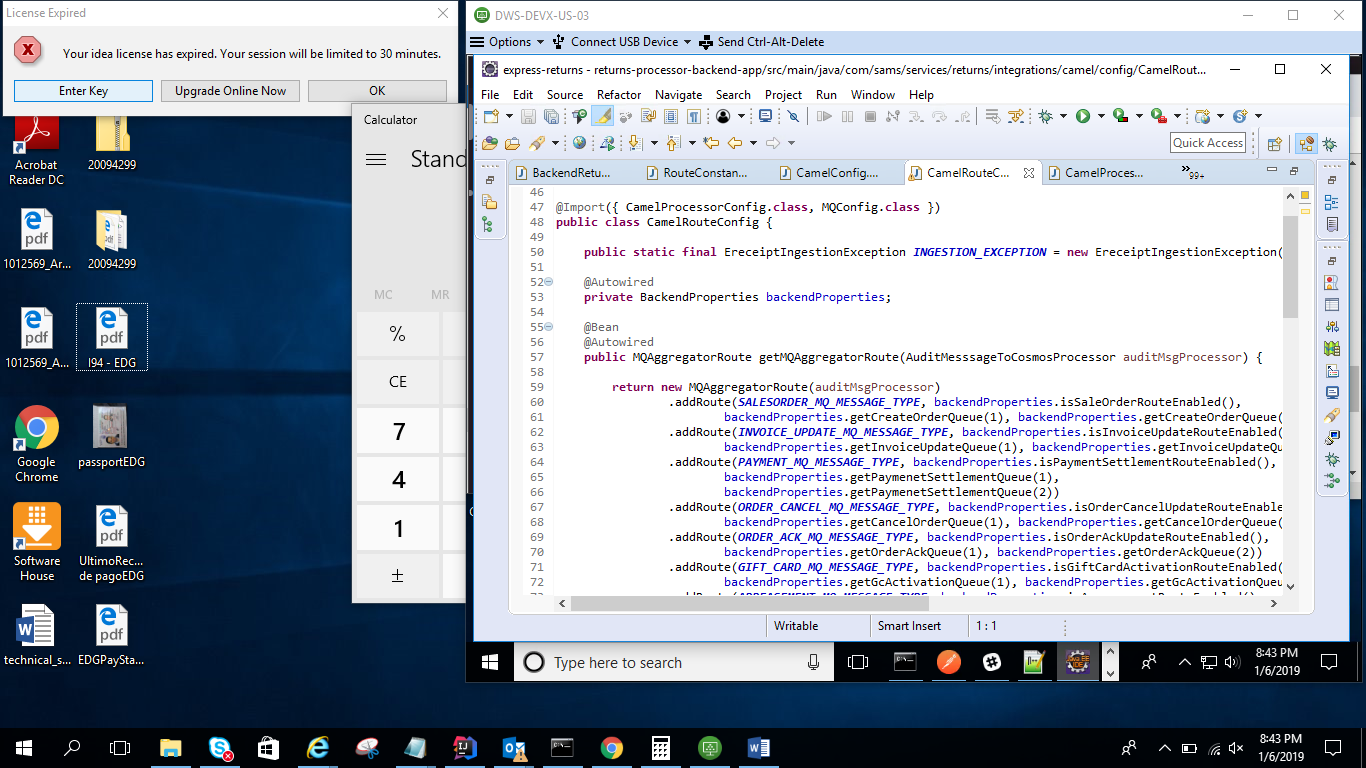 License Expired
Your idea license has expired. Your session will be limited to 30 minutes.
Enter Key
Upgrade Online Now
OK
Acrobat
Reader DC
20094299
1012569_Ar...
20094299
1012569_A...
I94 - EDG
Google
Chrome
passportEDG
Software
House
UltimoRec...
de pagoEDG
technical_s...
EDGPaySta...
Calculator
Stand
MC
MR
%
CE
7
4
1
±
DWS-DEVX-US-03
Options
Connect USB Device
Send Ctrl-Alt-Delete
express-returns - returns-processor-backend-app/src/main/java/com/sams/services/returns/integrations/camel/config/CamelRout...
File Edit Source Refactor Navigate Search Project Run Window Help
Quick Access
BackendRetu...
RouteConstan...
CamelConfig....
CamelRouteC...
CamelProces...
99+
46
47 @Import({ CamelProcessorConfig.class, MQConfig.class })
48 public class CamelRouteConfig {
49
50 public static final EreceiptIngestionException INGESTION_EXCEPTION = new EreceiptIngestionException(
51
52 @Autowired
53 private BackendProperties backendProperties;
54
55 @Bean
56 @Autowired
57 public MQAggregatorRoute getMQAggregatorRoute(AuditMesssageToCosmosProcessor auditMsgProcessor) {
58
59 return new MQAggregatorRoute(auditMsgProcessor)
60 .addRoute(SALESORDER_MQ_MESSAGE_TYPE, backendProperties.isSaleOrderRouteEnabled(),
61 backendProperties.getCreateOrderQueue(1), backendProperties.getCreateOrderQueue(
62 .addRoute(INVOICE_UPDATE_MQ_MESSAGE_TYPE, backendProperties.isInvoiceUpdateRouteEnabled(
63 backendProperties.getInvoiceUpdateQueue(1), backendProperties.getInvoiceUpdateQu
64 .addRoute(PAYMENT_MQ_MESSAGE_TYPE, backendProperties.isPaymentSettlementRouteEnabled(),
65 backendProperties.getPaymenetSettlementQueue(1),
66 backendProperties.getPaymenetSettlementQueue(2))
67 .addRoute(ORDER_CANCEL_MQ_MESSAGE_TYPE, backendProperties.isOrderCancelUpdateRouteEnable
68 backendProperties.getCancelOrderQueue(1), backendProperties.getCancelOrderQueue(
69 .addRoute(ORDER_ACK_MQ_MESSAGE_TYPE, backendProperties.isOrderAckUpdateRouteEnabled(),
70 backendProperties.getOrderAckQueue(1), backendProperties.getOrderAckQueue(2))
71 .addRoute(GIFT_CARD_MQ_MESSAGE_TYPE, backendProperties.isGiftCardActivationRouteEnabled(
72 backendProperties.getGcActivationQueue(1), backendProperties.getGcActivationQueu
Writable
Smart Insert
1 : 1
Type here to search
8:43 PM
1/6/2019
8:43 PM
1/6/2019